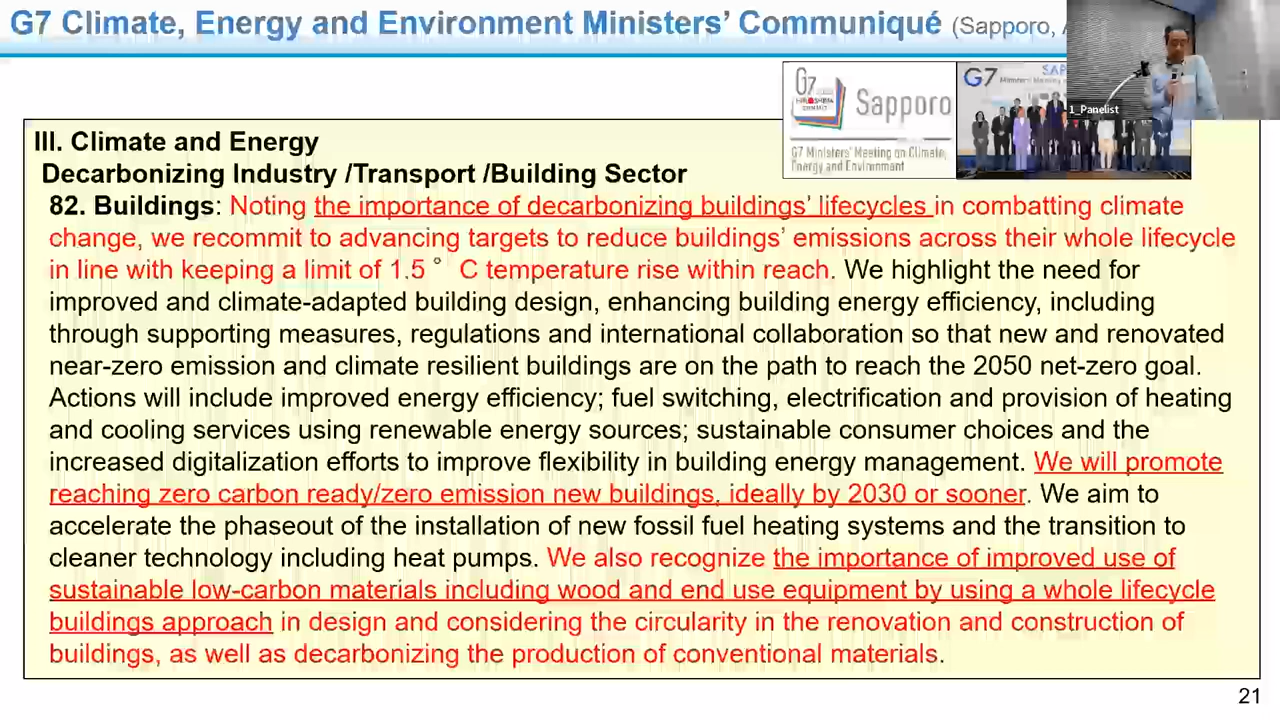 G7 Climate, Energy and Environment Ministers’ Communiqué (Sapporo,
G7
HIROSHIMA
SUMMIT
Sapporo
G7 Ministers' Meeting on Climate,
Energy and Environment
G7
1_Panelist
III. Climate and Energy
Decarbonizing Industry /Transport /Building Sector
82. Buildings: Noting the importance of decarbonizing buildings’ lifecycles in combatting climate
change, we recommit to advancing targets to reduce buildings’ emissions across their whole lifecycle
in line with keeping a limit of 1.5 ° C temperature rise within reach. We highlight the need for
improved and climate-adapted building design, enhancing building energy efficiency, including
through supporting measures, regulations and international collaboration so that new and renovated
near-zero emission and climate resilient buildings are on the path to reach the 2050 net-zero goal.
Actions will include improved energy efficiency; fuel switching, electrification and provision of heating
and cooling services using renewable energy sources; sustainable consumer choices and the
increased digitalization efforts to improve flexibility in building energy management. We will promote
reaching zero carbon ready/zero emission new buildings, ideally by 2030 or sooner. We aim to
accelerate the phaseout of the installation of new fossil fuel heating systems and the transition to
cleaner technology including heat pumps. We also recognize the importance of improved use of
sustainable low-carbon materials including wood and end use equipment by using a whole lifecycle
buildings approach in design and considering the circularity in the renovation and construction of
buildings, as well as decarbonizing the production of conventional materials.
21